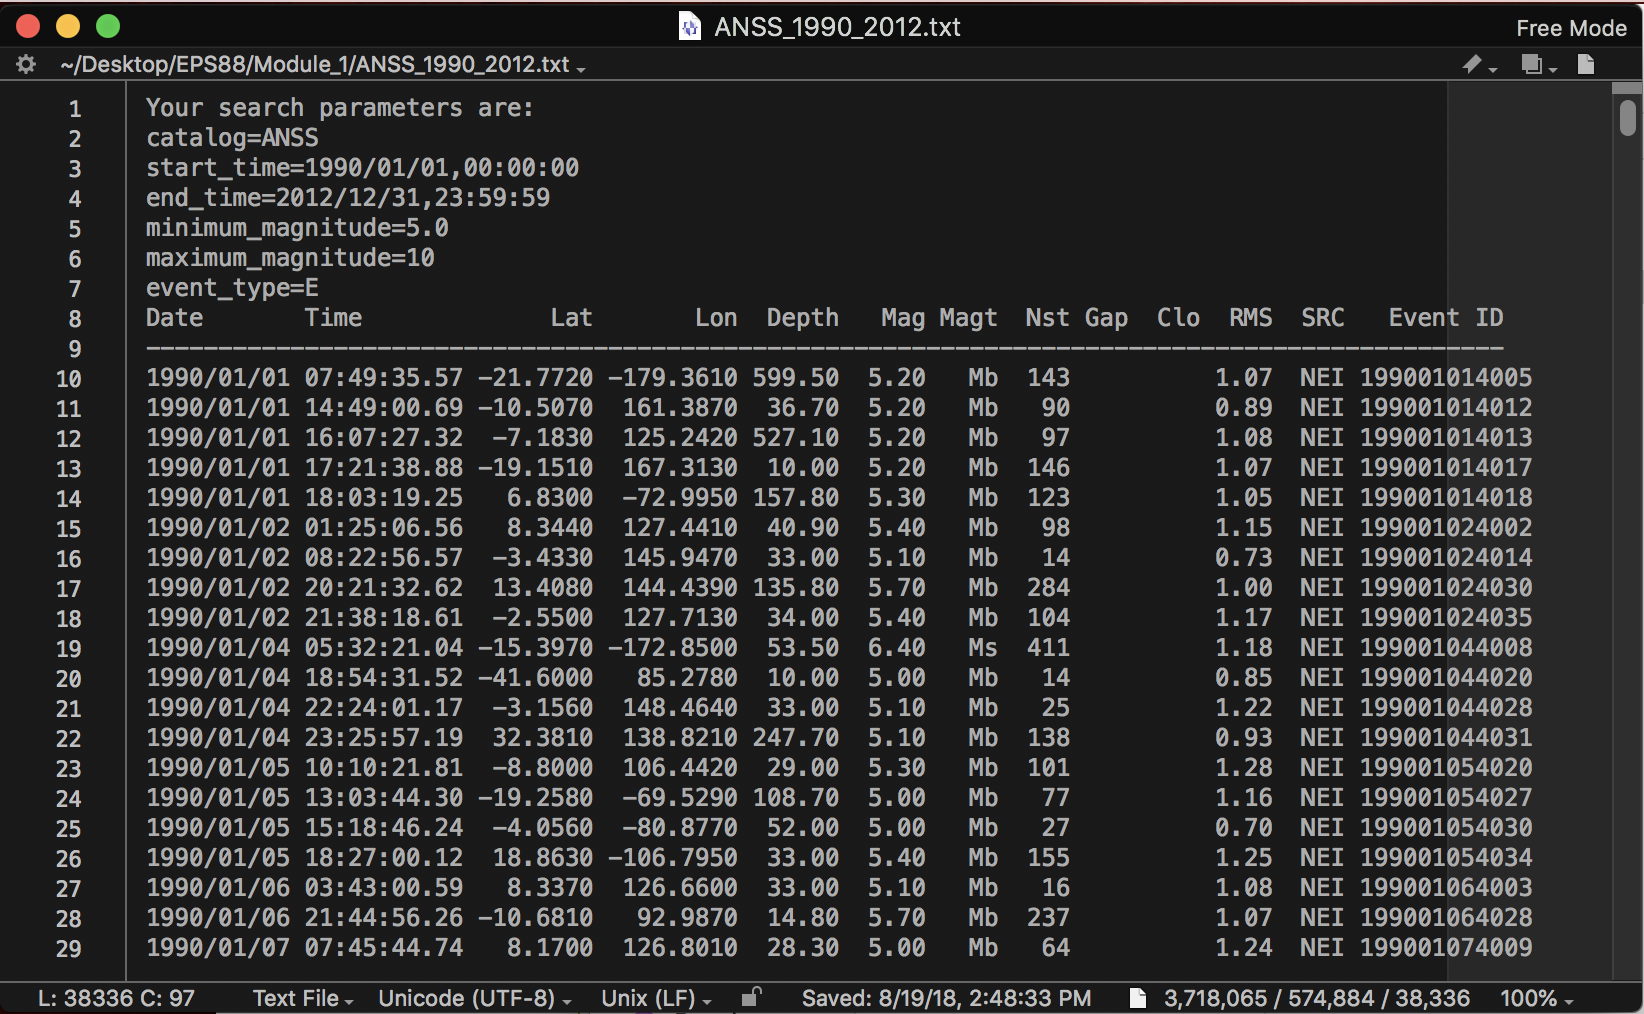 ANSS_1990_2012.txt
Free Mode
~/Desktop/EPS88/Module_1/ANSS_1990_2012.txt
1 Your search parameters are:
2 catalog=ANSS
3 start_time=1990/01/01,00:00:00
4 end_time=2012/12/31,23:59:59
5 minimum_magnitude=5.0
6 maximum_magnitude=10
7 event_type=E
8 Date Time Lat Lon Depth Mag Magt Nst Gap Clo RMS SRC Event ID
9 ----------------------------------------------------------------------------------------------
10 1990/01/01 07:49:35.57 -21.7720 -179.3610 599.50 5.20 Mb 143 1.07 NEI 199001014005
11 1990/01/01 14:49:00.69 -10.5070 161.3870 36.70 5.20 Mb 90 0.89 NEI 199001014012
12 1990/01/01 16:07:27.32 -7.1830 125.2420 527.10 5.20 Mb 97 1.08 NEI 199001014013
13 1990/01/01 17:21:38.88 -19.1510 167.3130 10.00 5.20 Mb 146 1.07 NEI 199001014017
14 1990/01/01 18:03:19.25 6.8300 -72.9950 157.80 5.30 Mb 123 1.05 NEI 199001014018
15 1990/01/02 01:25:06.56 8.3440 127.4410 40.90 5.40 Mb 98 1.15 NEI 199001024002
16 1990/01/02 08:22:56.57 -3.4330 145.9470 33.00 5.10 Mb 14 0.73 NEI 199001024014
17 1990/01/02 20:21:32.62 13.4080 144.4390 135.80 5.70 Mb 284 1.00 NEI 199001024030
18 1990/01/02 21:38:18.61 -2.5500 127.7130 34.00 5.40 Mb 104 1.17 NEI 199001024035
19 1990/01/04 05:32:21.04 -15.3970 -172.8500 53.50 6.40 Ms 411 1.18 NEI 199001044008
20 1990/01/04 18:54:31.52 -41.6000 85.2780 10.00 5.00 Mb 14 0.85 NEI 199001044020
21 1990/01/04 22:24:01.17 -3.1560 148.4640 33.00 5.10 Mb 25 1.22 NEI 199001044028
22 1990/01/04 23:25:57.19 32.3810 138.8210 247.70 5.10 Mb 138 0.93 NEI 199001044031
23 1990/01/05 10:10:21.81 -8.8000 106.4420 29.00 5.30 Mb 101 1.28 NEI 199001054020
24 1990/01/05 13:03:44.30 -19.2580 -69.5290 108.70 5.00 Mb 77 1.16 NEI 199001054027
25 1990/01/05 15:18:46.24 -4.0560 -80.8770 52.00 5.00 Mb 27 0.70 NEI 199001054030
26 1990/01/05 18:27:00.12 18.8630 -106.7950 33.00 5.40 Mb 155 1.25 NEI 199001054034
27 1990/01/06 03:43:00.59 8.3370 126.6600 33.00 5.10 Mb 16 1.08 NEI 199001064003
28 1990/01/06 21:44:56.26 -10.6810 92.9870 14.80 5.70 Mb 237 1.07 NEI 199001064028
29 1990/01/07 07:45:44.74 8.1700 126.8010 28.30 5.00 Mb 64 1.24 NEI 199001074009
L: 38336 C: 97 Text File Unicode (UTF-8) Unix (LF) Saved: 8/19/18, 2:48:33 PM 3,718,065 / 574,884 / 38,336 100%